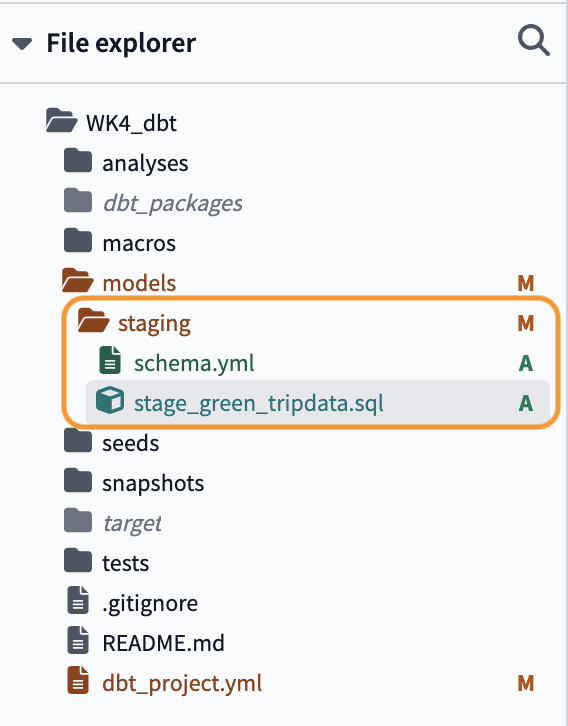 File explorer
WK4_dbt
analyses
dbt_packages
macros
models M
staging M
schema.yml A
stage_green_tripdata.sql A
seeds
snapshots
target
tests
.gitignore
README.md
dbt_project.yml M